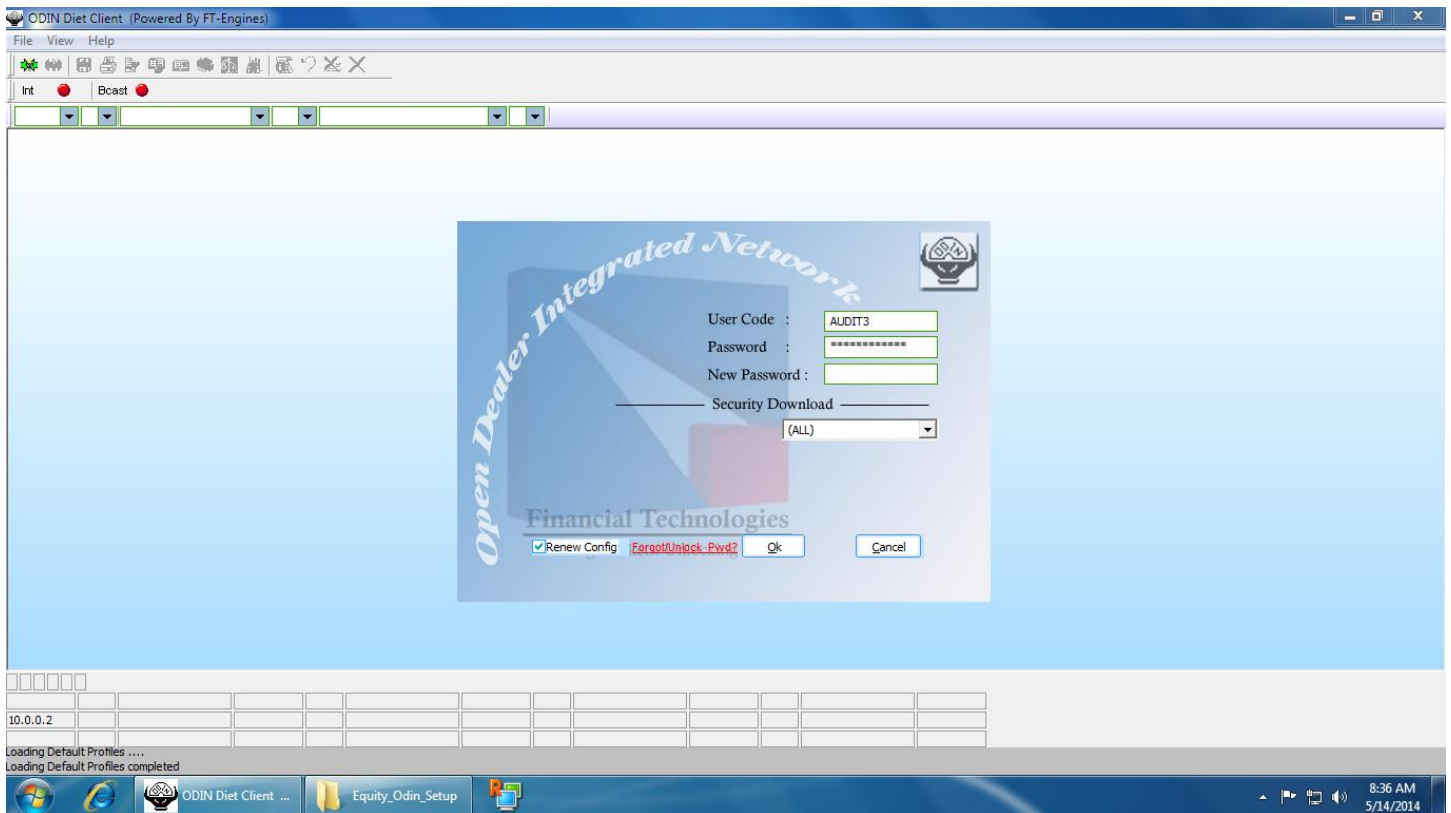 ODIN Diet Client (Powered By FT-Engines)
File View Help
Int Bcast
Open Dealer Integrated Network
ODIN
User Code : AUDIT3
Password : ************
New Password :
Security Download
(ALL)
Financial Technologies
Renew Config Forgot/Unlock Pwd? Ok Cancel
10.0.0.2
Loading Default Profiles ....
Loading Default Profiles completed
ODIN Diet Client ... Equity_Odin_Setup
8:36 AM
5/14/2014